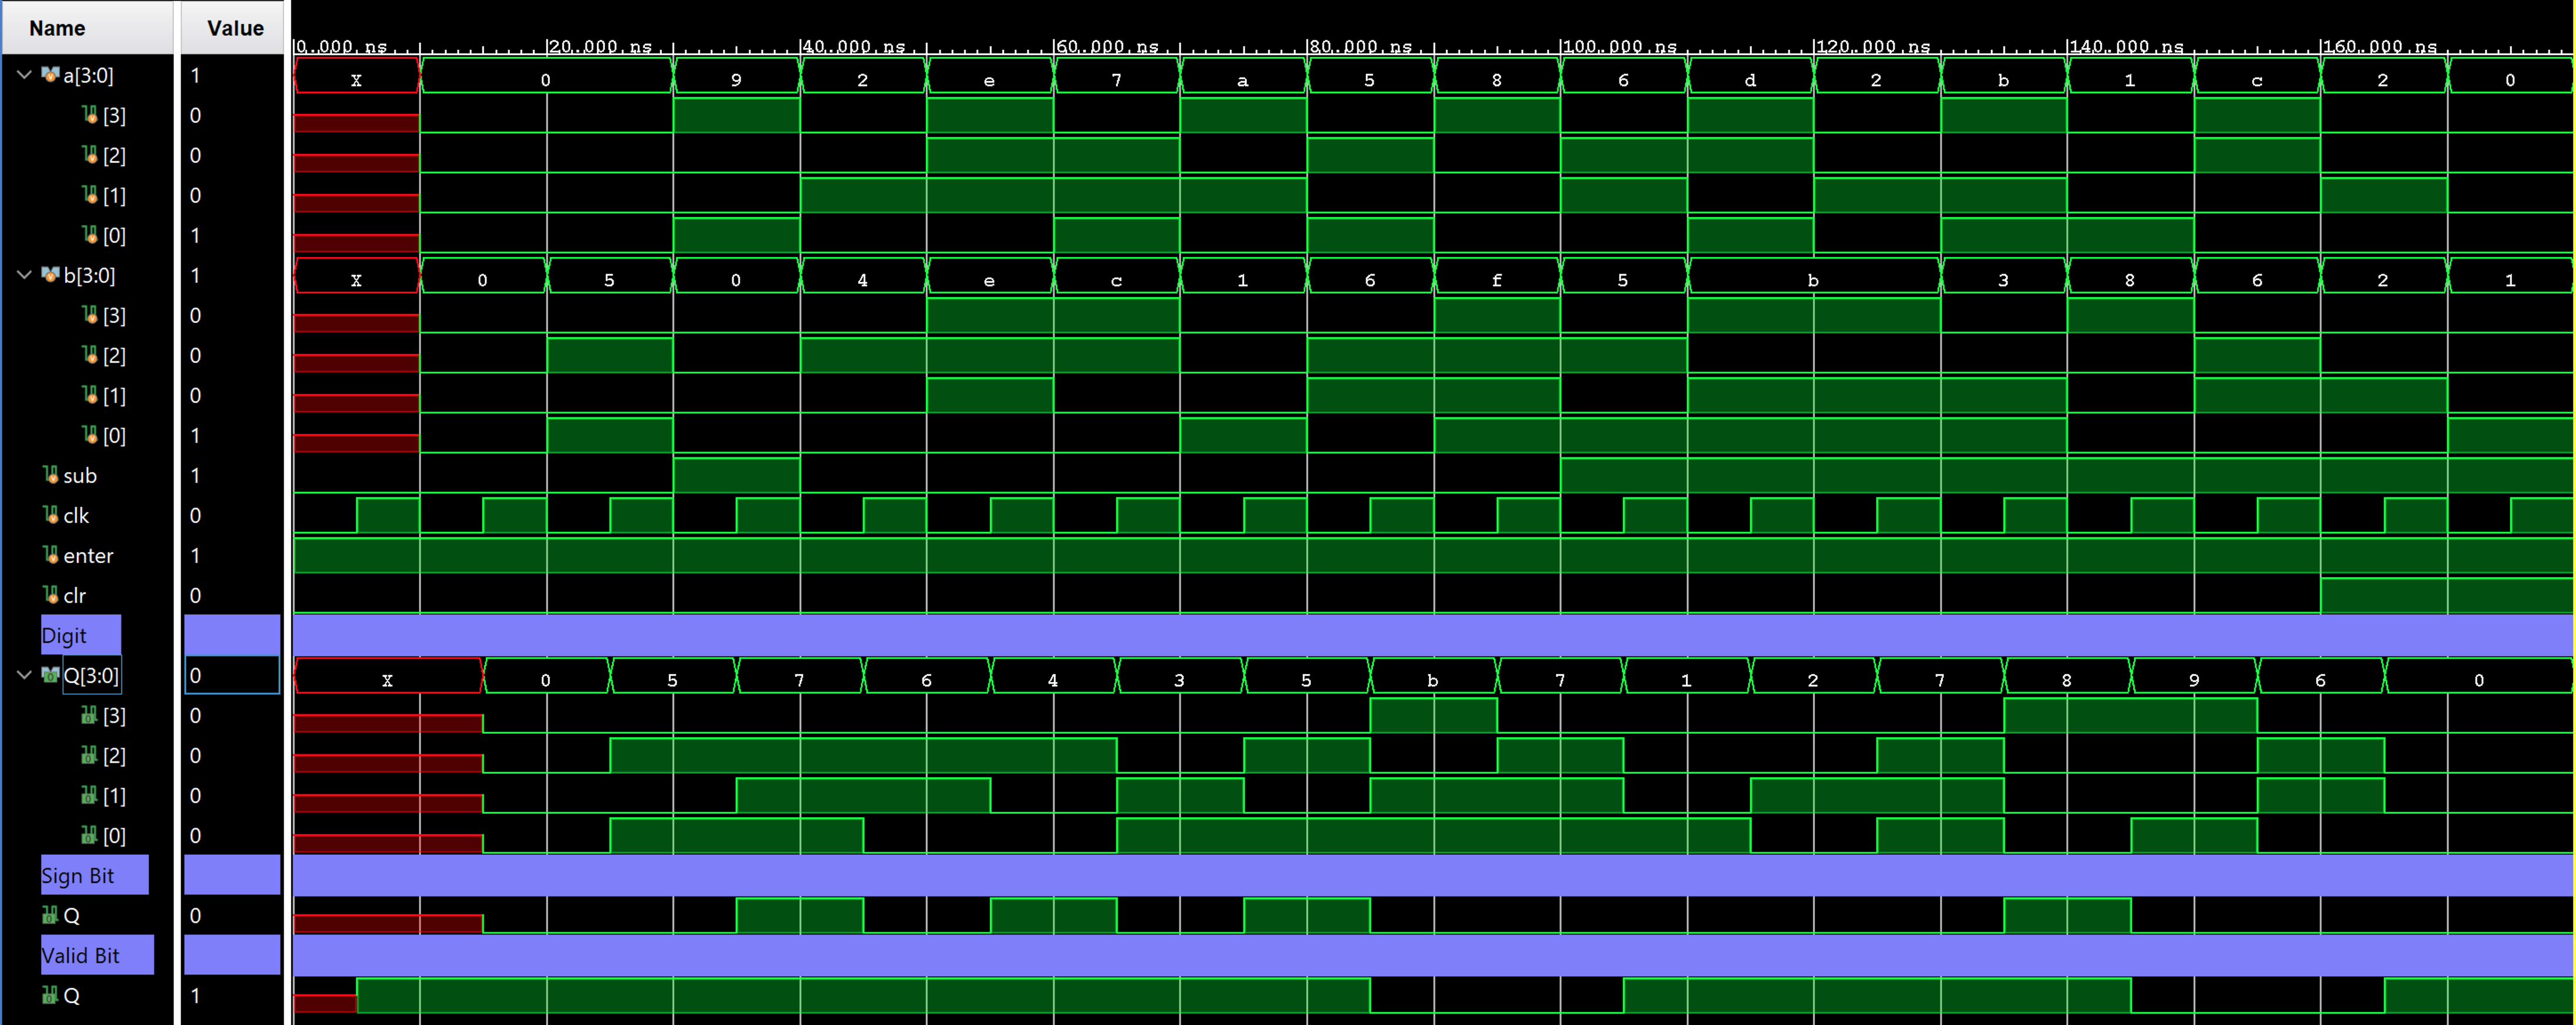 Name Value
0.000 ns 20.000 ns 40.000 ns 60.000 ns 80.000 ns 100.000 ns 120.000 ns 140.000 ns 160.000 ns
a[3:0] 1 X 0 9 2 e 7 a 5 8 6 d 2 b 1 c 2 0
[3] 0
[2] 0
[1] 0
[0] 1
b[3:0] 1 X 0 5 0 4 e c 1 6 f 5 b 3 8 6 2 1
[3] 0
[2] 0
[1] 0
[0] 1
sub 1
clk 0
enter 1
clr 0
Digit
Q[3:0] 0 X 0 5 7 6 4 3 5 b 7 1 2 7 8 9 6 0
[3] 0
[2] 0
[1] 0
[0] 0
Sign Bit
Q 0
Valid Bit
Q 1